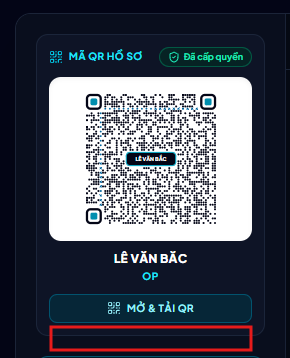 MÃ QR HỒ SƠ
Đã cấp quyền
LÊ VĂN BẮC
LÊ VĂN BẮC
OP
MỞ & TẢI QR